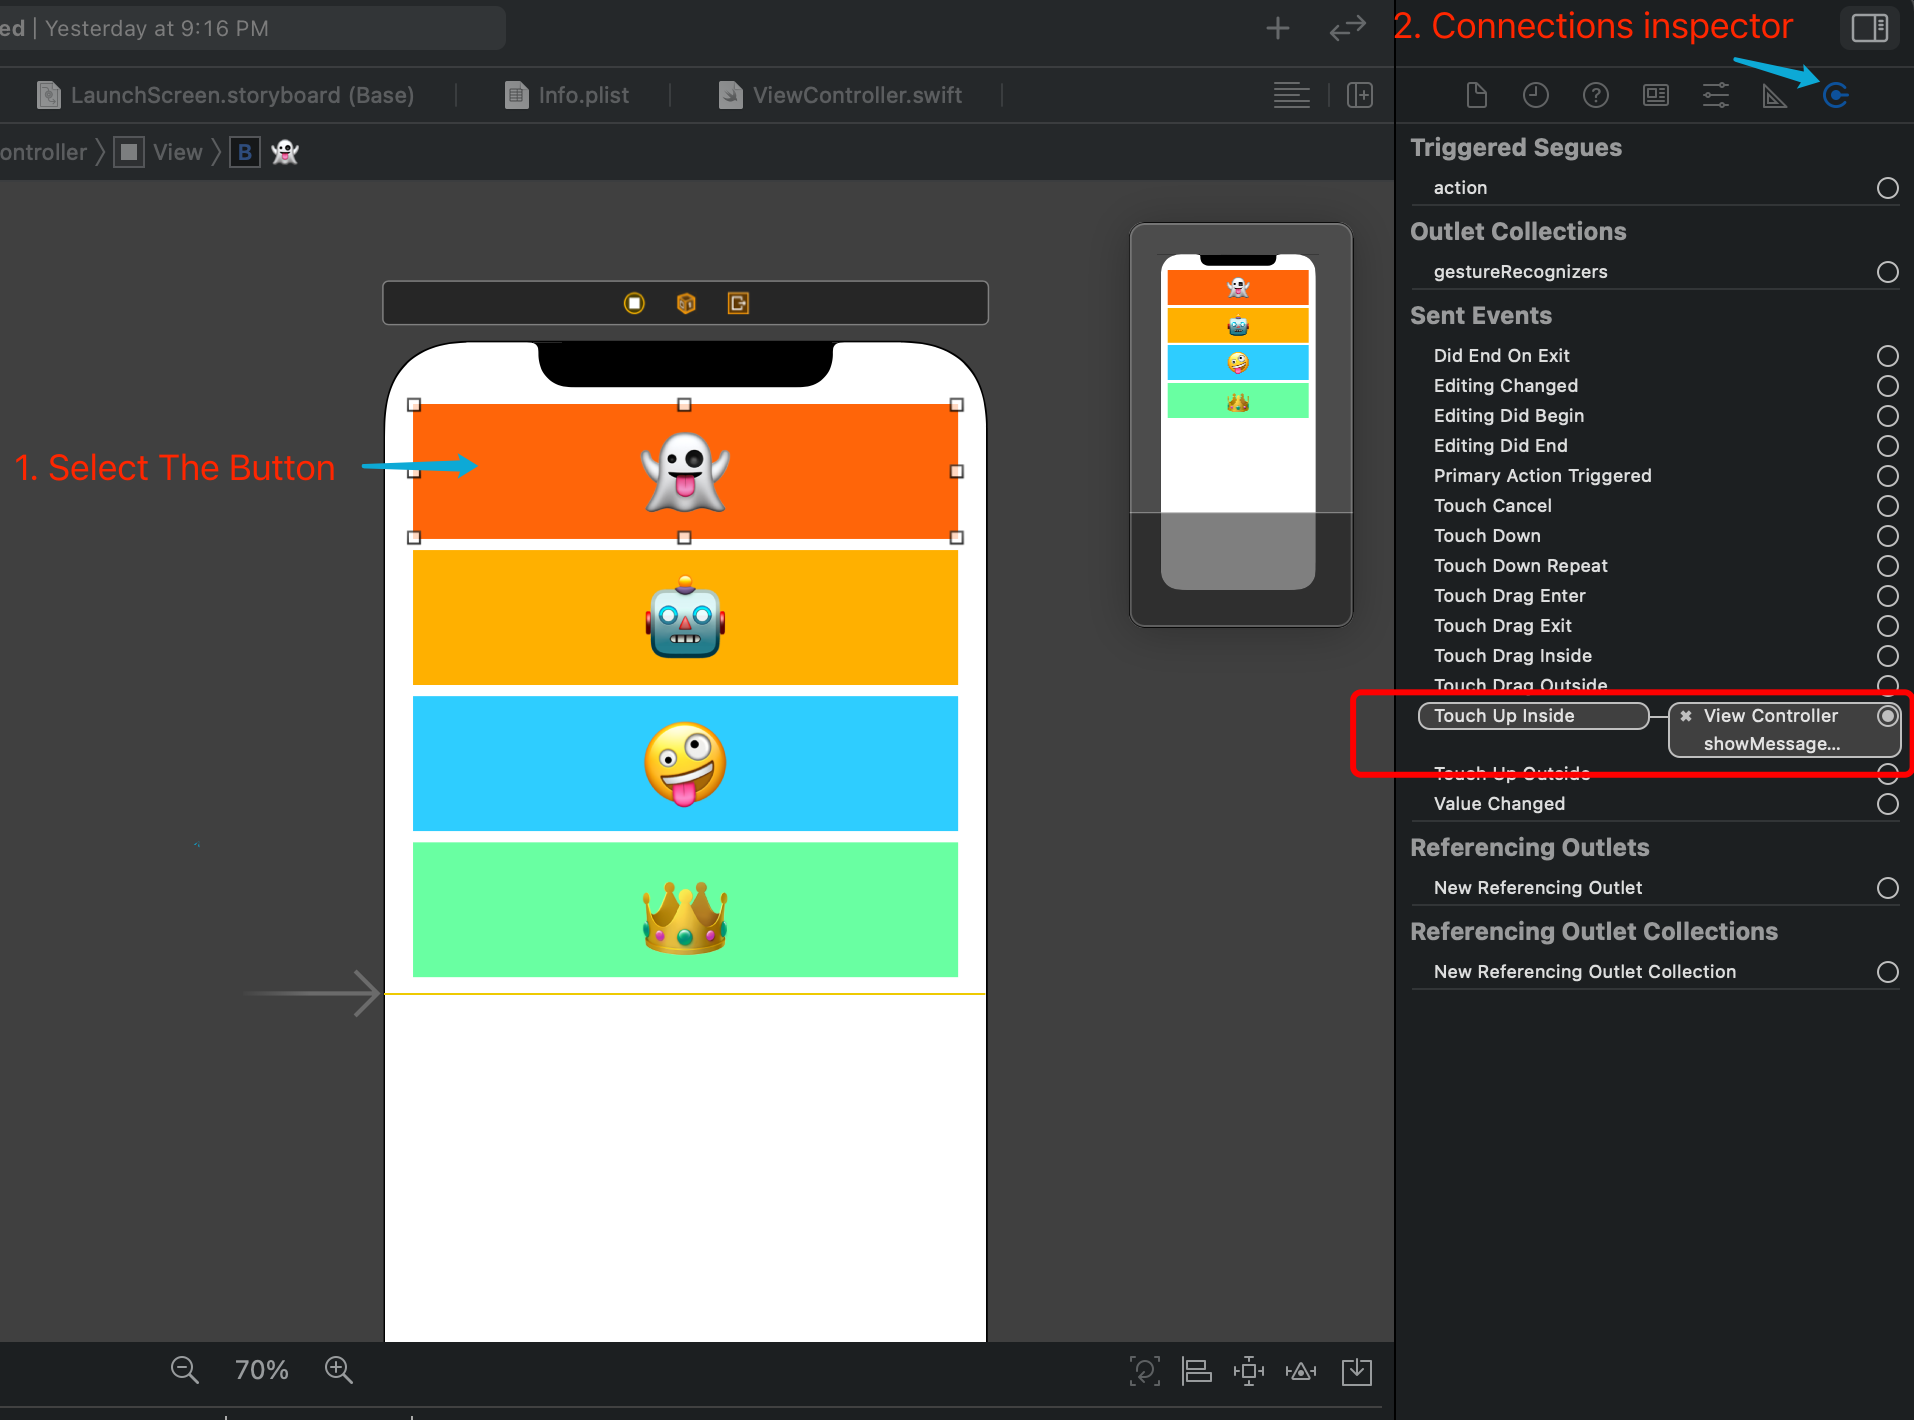 ed | Yesterday at 9:16 PM
2. Connections inspector
LaunchScreen.storyboard (Base)
Info.plist
ViewController.swift
ontroller 〉 View 〉 B 👻
1. Select The Button
70%
Triggered Segues
action
Outlet Collections
gestureRecognizers
Sent Events
Did End On Exit
Editing Changed
Editing Did Begin
Editing Did End
Primary Action Triggered
Touch Cancel
Touch Down
Touch Down Repeat
Touch Drag Enter
Touch Drag Exit
Touch Drag Inside
Touch Drag Outside
Touch Up Inside
View Controller
showMessage...
Touch Up Outside
Value Changed
Referencing Outlets
New Referencing Outlet
Referencing Outlet Collections
New Referencing Outlet Collection